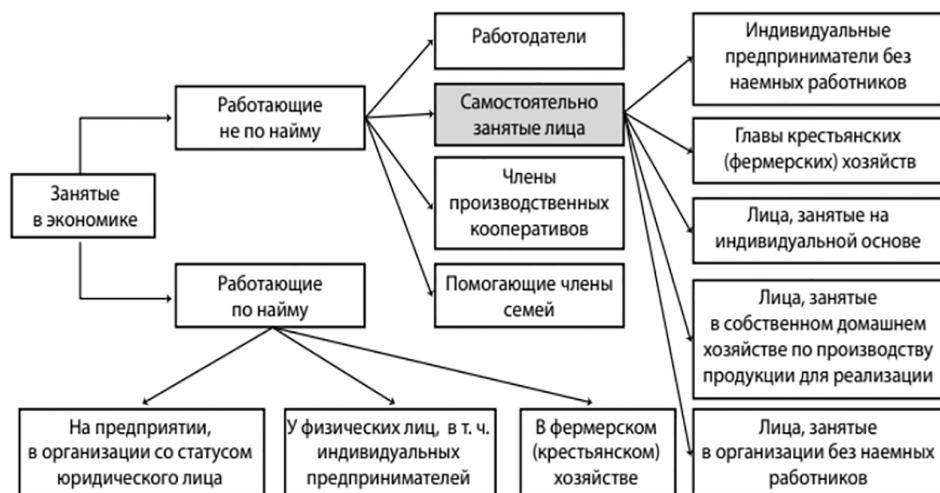 Занятые
в экономике
Работающие
не по найму
Работающие
по найму
Работодатели
Самостоятельно
занятые лица
Члены
производственных
кооперативов
Помогающие члены
семей
Индивидуальные
предприниматели без
наемных работников
Главы крестьянских
(фермерских) хозяйств
Лица, занятые на
индивидуальной основе
Лица, занятые
в собственном домашнем
хозяйстве по производству
продукции для реализации
Лица, занятые
в организации без наемных
работников
На предприятии,
в организации со статусом
юридического лица
У физических лиц, в т. ч.
индивидуальных
предпринимателей
В фермерском
(крестьянском)
хозяйстве